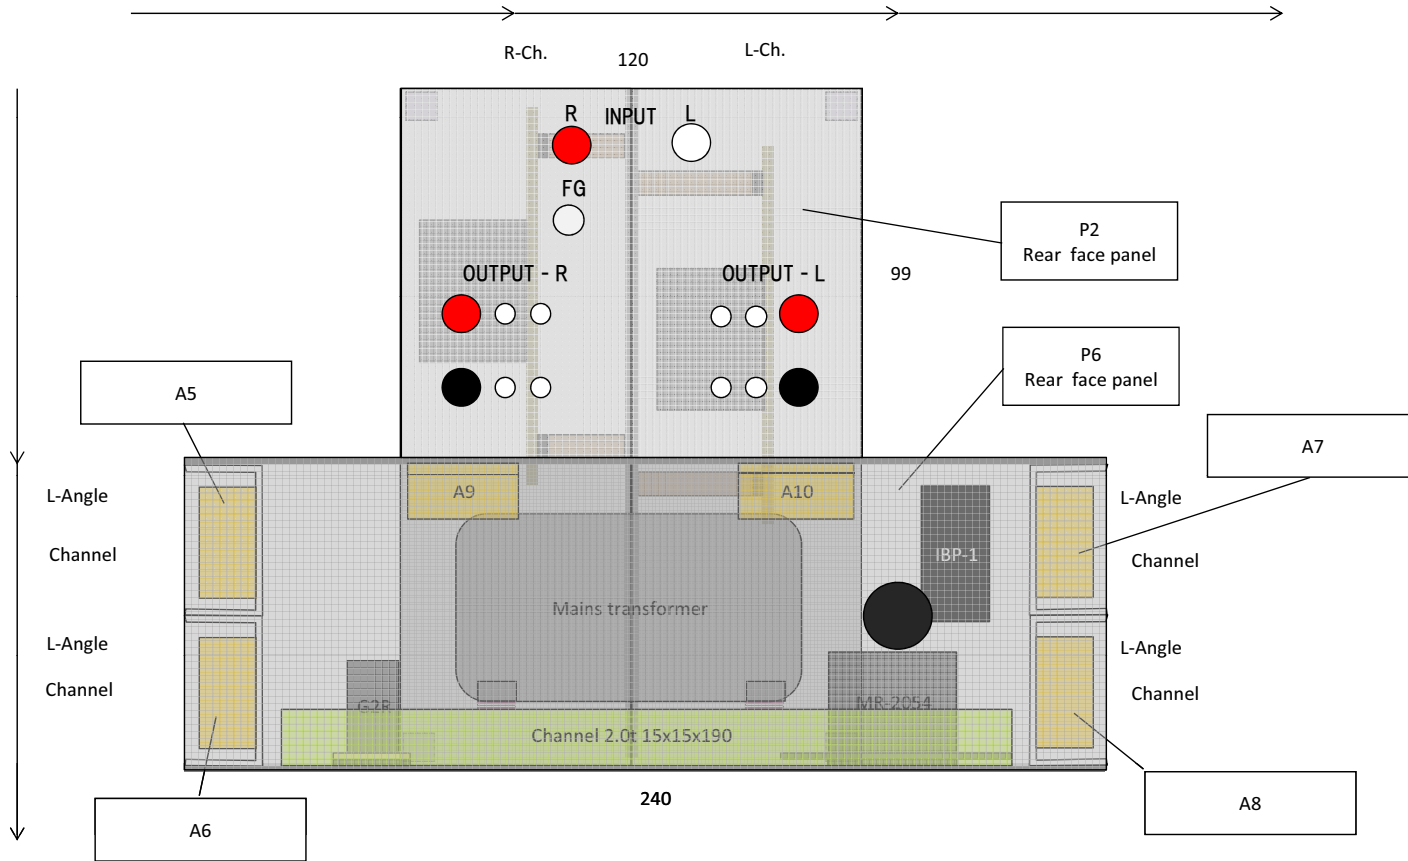 R-Ch.
120
L-Ch.
R INPUT L
FG
P2
Rear face panel
OUTPUT - R
OUTPUT - L
99
P6
Rear face panel
A5
A7
A9
A10
L-Angle
L-Angle
IBP-1
Channel
Channel
Mains transformer
L-Angle
L-Angle
Channel
Channel
G2R
MR-2054
Channel 2.0t 15x15x190
240
A8
A6